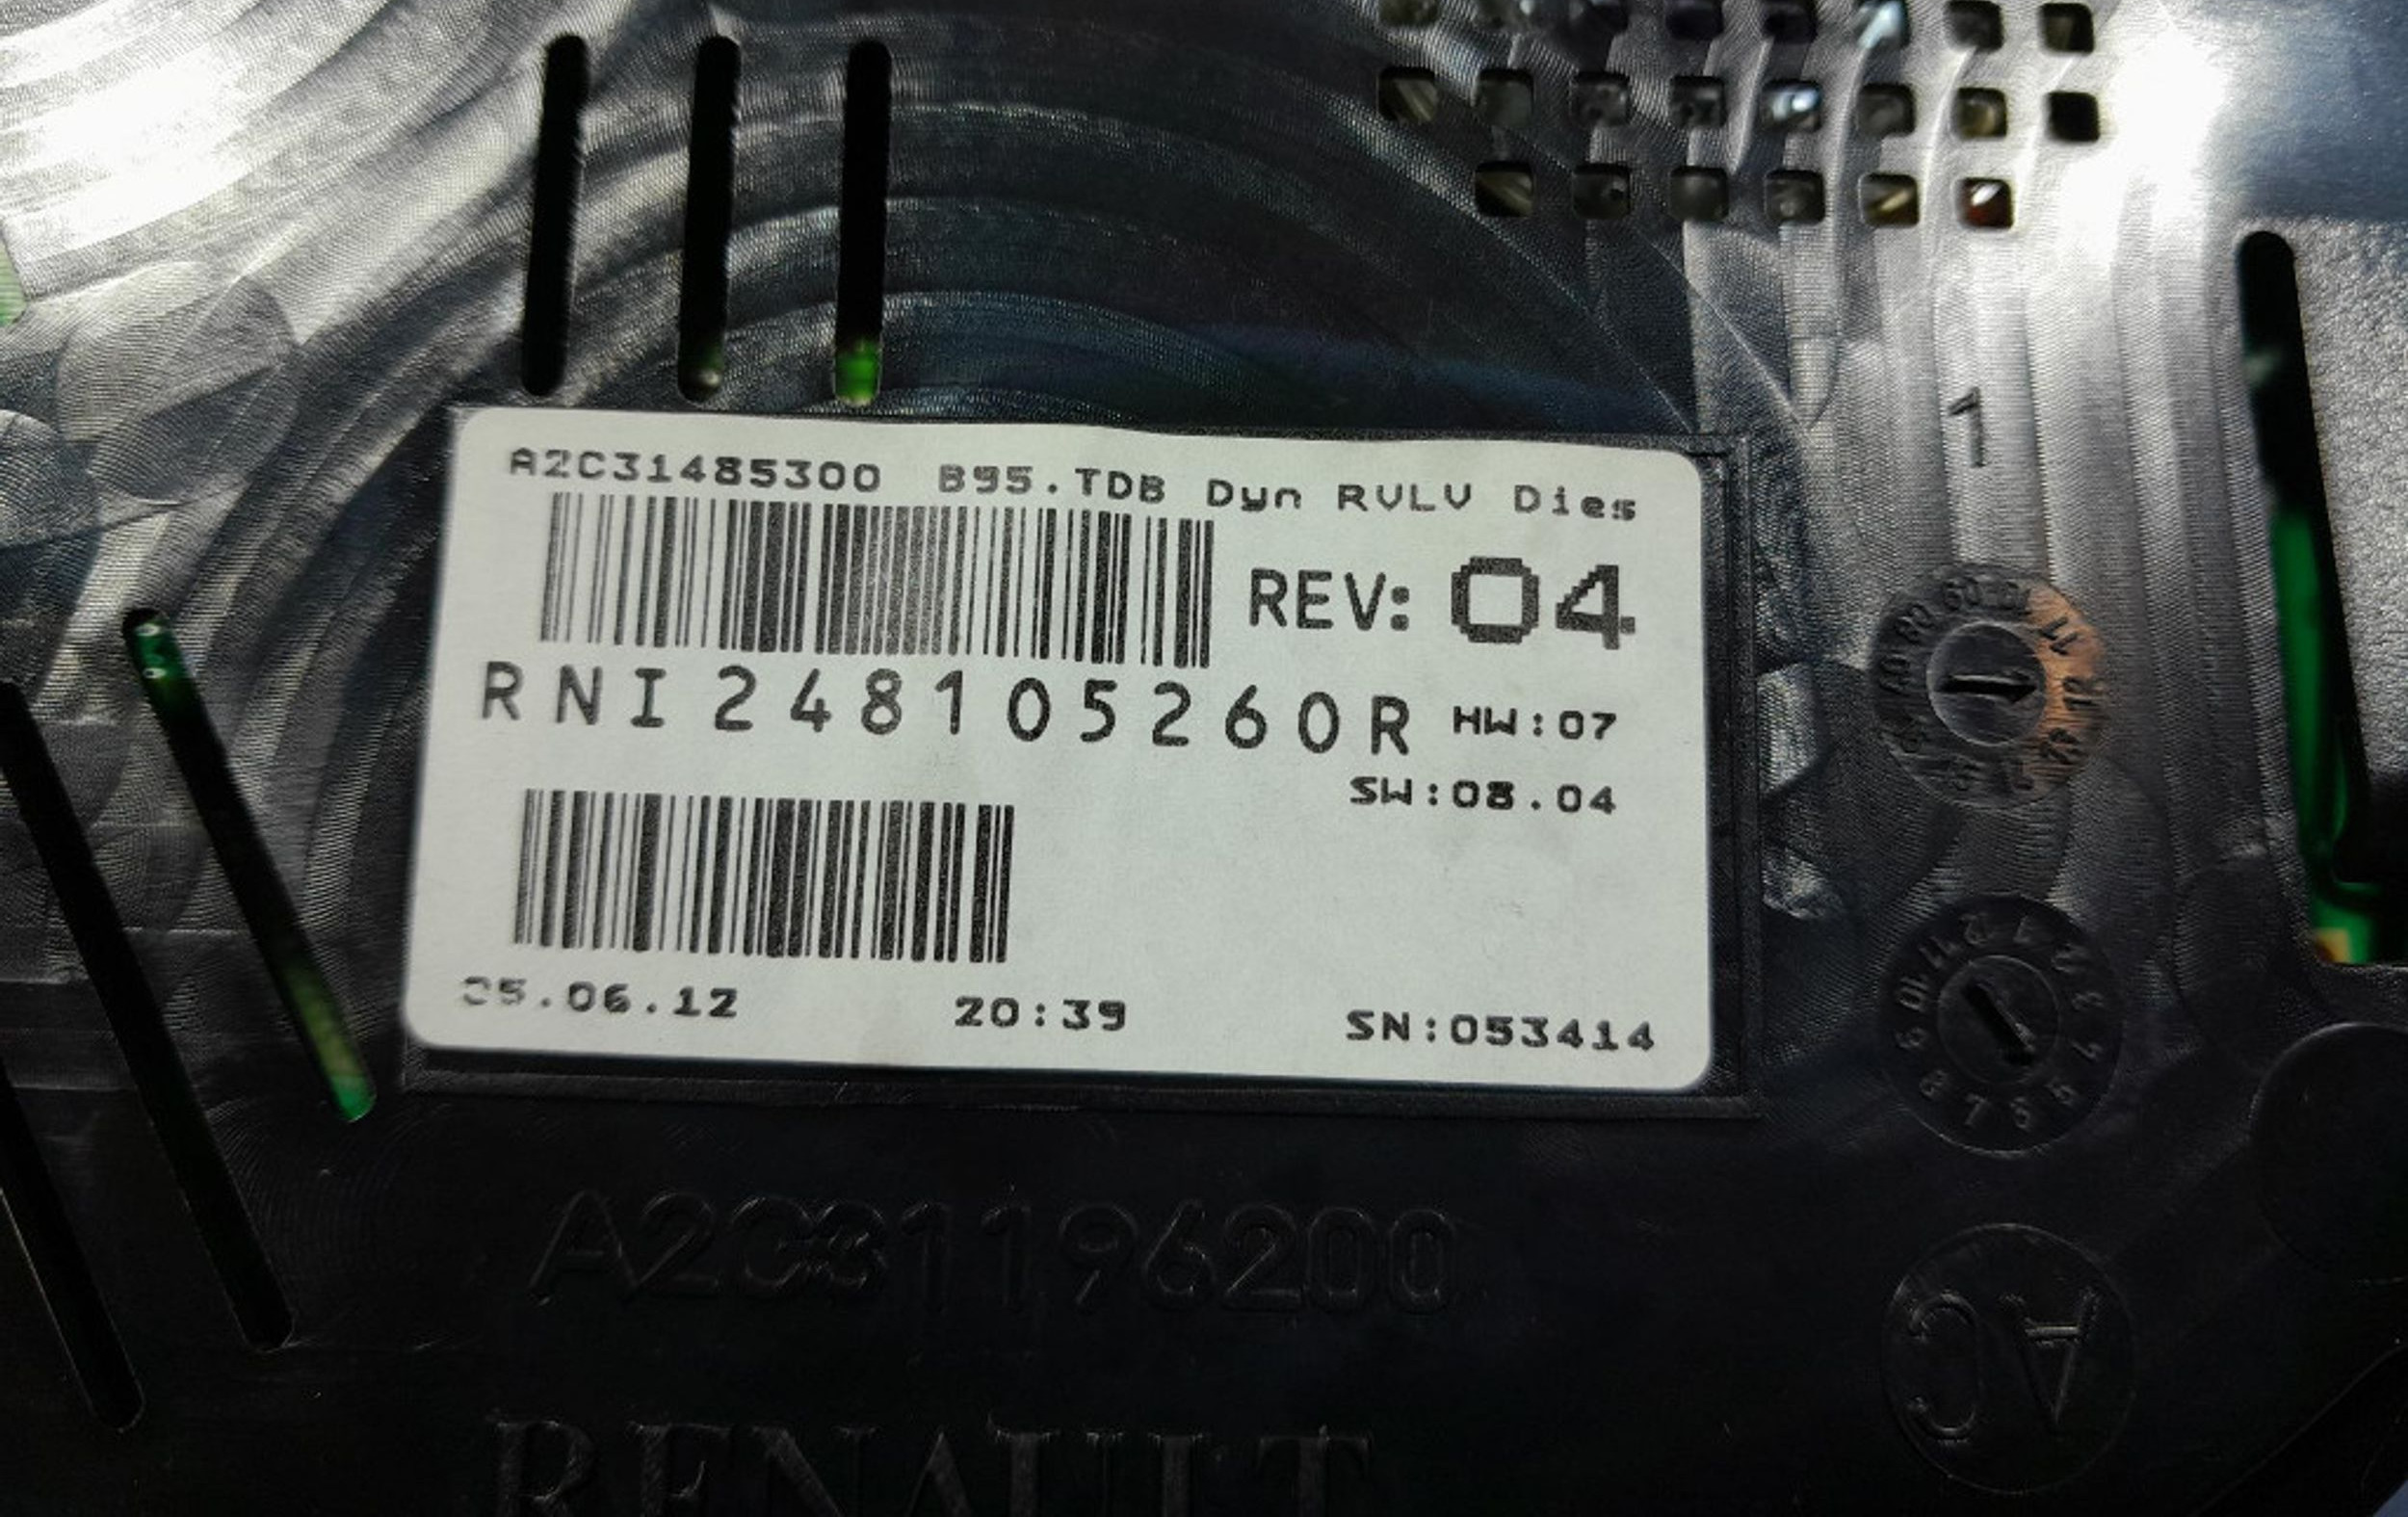 1
A2C31485300 B95.TDB Dyn RVLV Dies
REV: 04
RNI 248105260R HW:07
SW:08.04
05.06.12 20:39 SN:053414
A2C31196200
AC
RENAULT